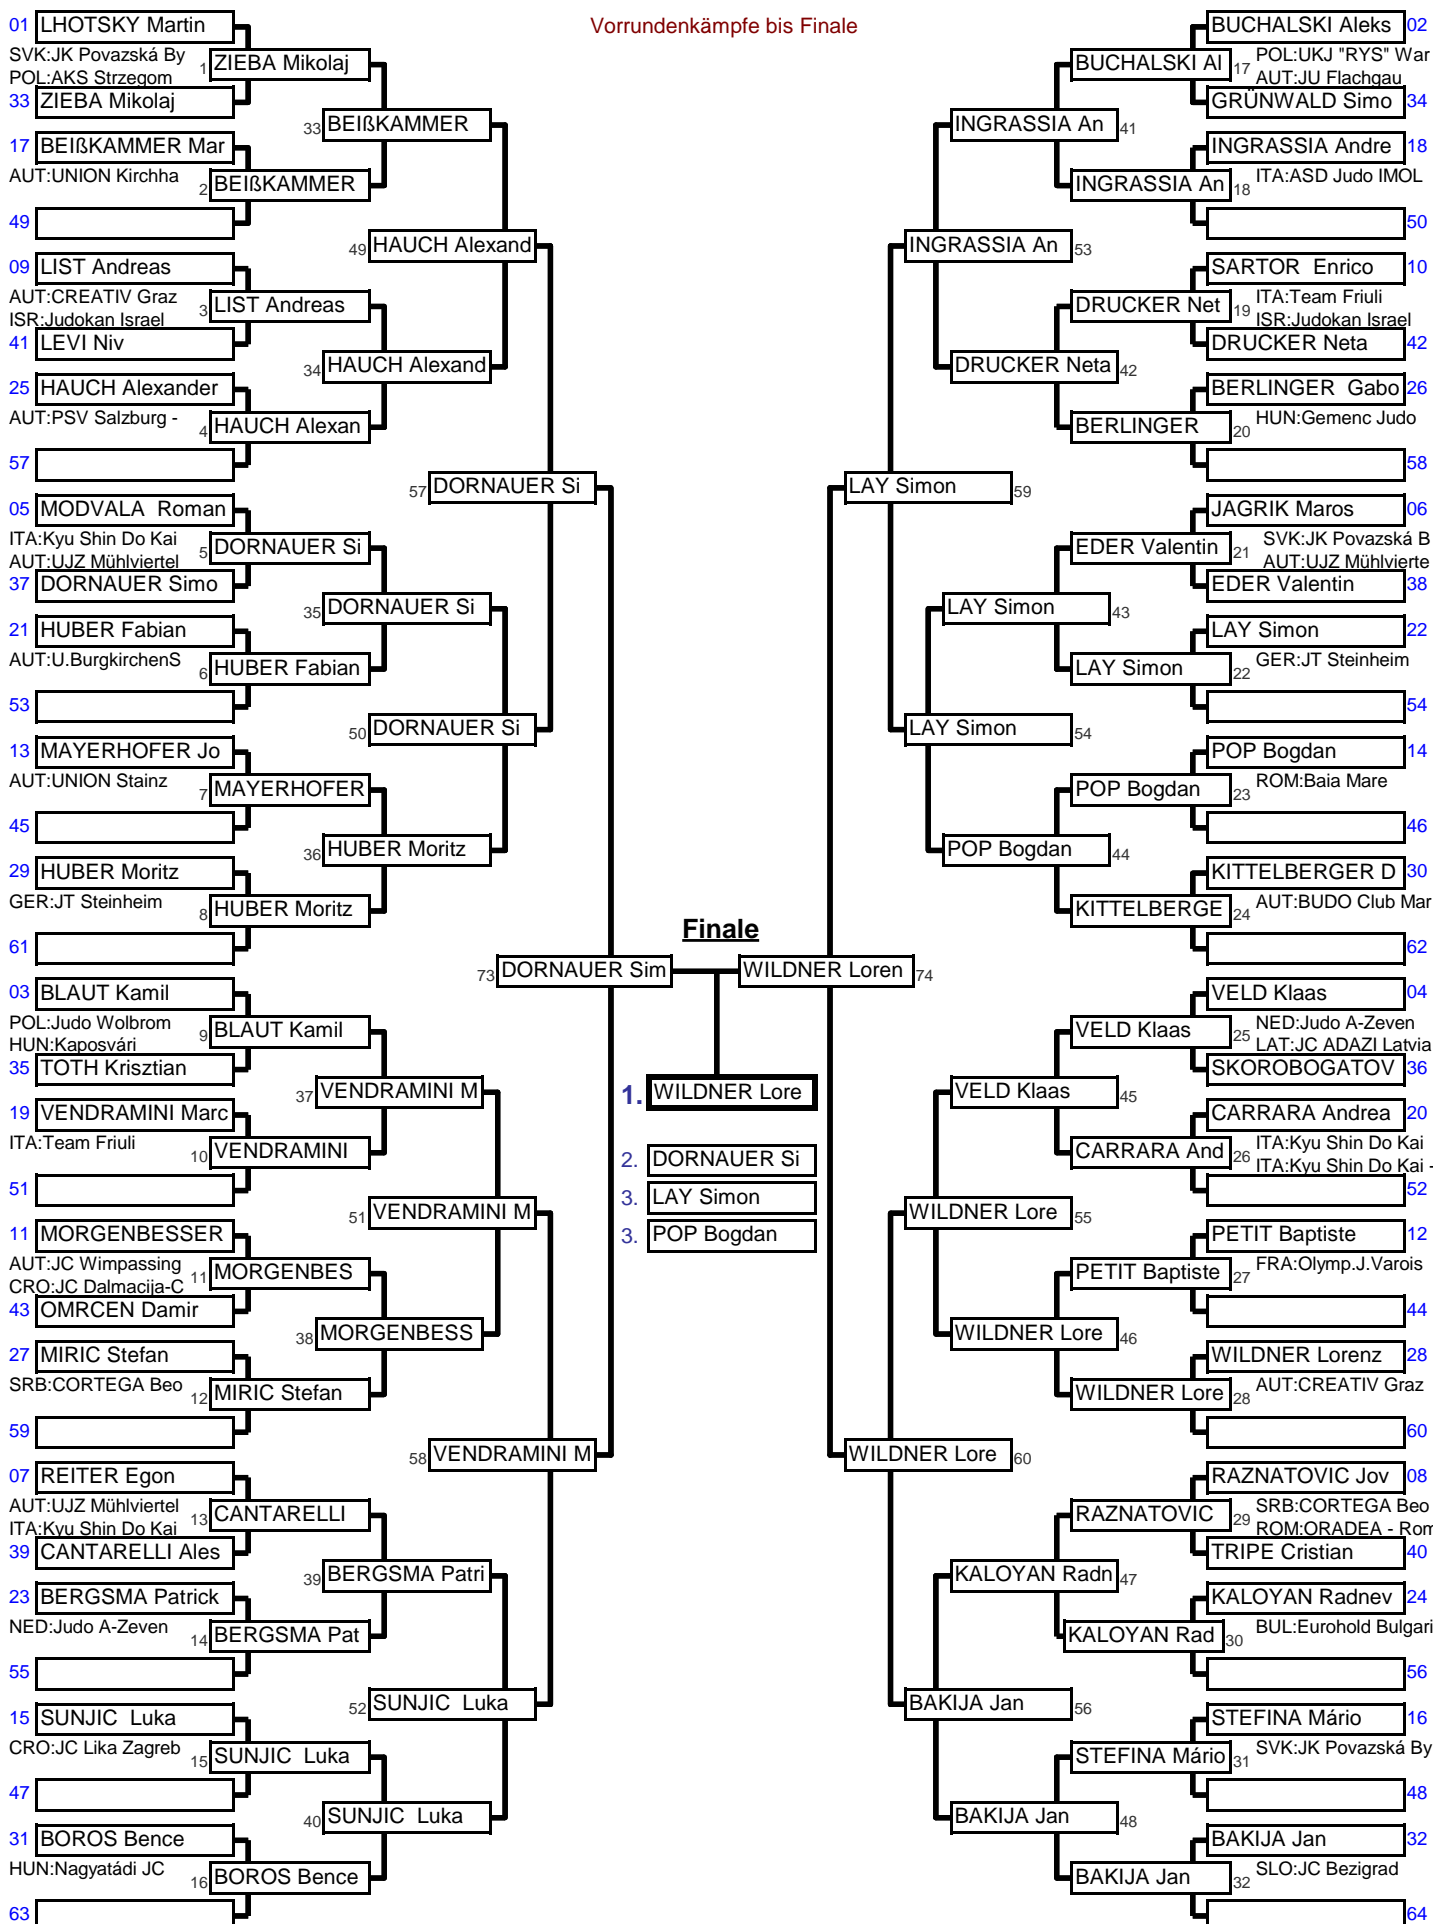 Vorrundenkämpfe bis Finale
01 LHOTSKY Martin
SVK:JK Povazská By
POL:AKS Strzegom
33 ZIEBA Mikolaj
17 BEIßKAMMER Mar
AUT:UNION Kirchha
49
09 LIST Andreas
AUT:CREATIV Graz
ISR:Judokan Israel
41 LEVI Niv
25 HAUCH Alexander
AUT:PSV Salzburg -
57
05 MODVALA Roman
ITA:Kyu Shin Do Kai
AUT:UJZ Mühlviertel
37 DORNAUER Simo
21 HUBER Fabian
AUT:U.BurgkirchenS
53
13 MAYERHOFER Jo
AUT:UNION Stainz
45
29 HUBER Moritz
GER:JT Steinheim
61
03 BLAUT Kamil
POL:Judo Wolbrom
HUN:Kaposvári
35 TOTH Krisztian
19 VENDRAMINI Marc
ITA:Team Friuli
51
11 MORGENBESSER
AUT:JC Wimpassing
CRO:JC Dalmacija-C
43 OMRCEN Damir
27 MIRIC Stefan
SRB:CORTEGA Beo
59
07 REITER Egon
AUT:UJZ Mühlviertel
ITA:Kyu Shin Do Kai
39 CANTARELLI Ales
23 BERGSMA Patrick
NED:Judo A-Zeven
55
15 SUNJIC Luka
CRO:JC Lika Zagreb
47
31 BOROS Bence
HUN:Nagyatádi JC
63
1 ZIEBA Mikolaj
2 BEIßKAMMER
3 LIST Andreas
4 HAUCH Alexan
5 DORNAUER Si
6 HUBER Fabian
7 MAYERHOFER
8 HUBER Moritz
9 BLAUT Kamil
10 VENDRAMINI
11 MORGENBES
12 MIRIC Stefan
13 CANTARELLI
14 BERGSMA Pat
15 SUNJIC Luka
16 BOROS Bence
33 BEIßKAMMER
34 HAUCH Alexand
35 DORNAUER Si
36 HUBER Moritz
37 VENDRAMINI M
38 MORGENBESS
39 BERGSMA Patri
40 SUNJIC Luka
49 HAUCH Alexand
50 DORNAUER Si
51 VENDRAMINI M
52 SUNJIC Luka
57 DORNAUER Si
58 VENDRAMINI M
73 DORNAUER Sim
Finale
WILDNER Loren 74
1. WILDNER Lore
2. DORNAUER Si
3. LAY Simon
3. POP Bogdan
LAY Simon 59
WILDNER Lore 60
INGRASSIA An 53
LAY Simon 54
WILDNER Lore 55
BAKIJA Jan 56
INGRASSIA An 41
DRUCKER Neta 42
LAY Simon 43
POP Bogdan 44
VELD Klaas 45
WILDNER Lore 46
KALOYAN Radn 47
BAKIJA Jan 48
BUCHALSKI Al 17
INGRASSIA An 18
DRUCKER Net 19
BERLINGER 20
EDER Valentin 21
LAY Simon 22
POP Bogdan 23
KITTELBERGE 24
VELD Klaas 25
CARRARA And 26
PETIT Baptiste 27
WILDNER Lore 28
RAZNATOVIC 29
KALOYAN Rad 30
STEFINA Mário 31
BAKIJA Jan 32
BUCHALSKI Aleks 02
POL:UKJ "RYS" War
AUT:JU Flachgau
GRÜNWALD Simo 34
INGRASSIA Andre 18
ITA:ASD Judo IMOL
50
SARTOR Enrico 10
ITA:Team Friuli
ISR:Judokan Israel
DRUCKER Neta 42
BERLINGER Gabo 26
HUN:Gemenc Judo
58
JAGRIK Maros 06
SVK:JK Povazská B
AUT:UJZ Mühlvierte
EDER Valentin 38
LAY Simon 22
GER:JT Steinheim
54
POP Bogdan 14
ROM:Baia Mare
46
KITTELBERGER D 30
AUT:BUDO Club Mar
62
VELD Klaas 04
NED:Judo A-Zeven
LAT:JC ADAZI Latvia
SKOROBOGATOV 36
CARRARA Andrea 20
ITA:Kyu Shin Do Kai
ITA:Kyu Shin Do Kai -
52
PETIT Baptiste 12
FRA:Olymp.J.Varois
44
WILDNER Lorenz 28
AUT:CREATIV Graz
60
RAZNATOVIC Jov 08
SRB:CORTEGA Beo
ROM:ORADEA - Rom
TRIPE Cristian 40
KALOYAN Radnev 24
BUL:Eurohold Bulgari
56
STEFINA Mário 16
SVK:JK Povazská By
48
BAKIJA Jan 32
SLO:JC Bezigrad
64